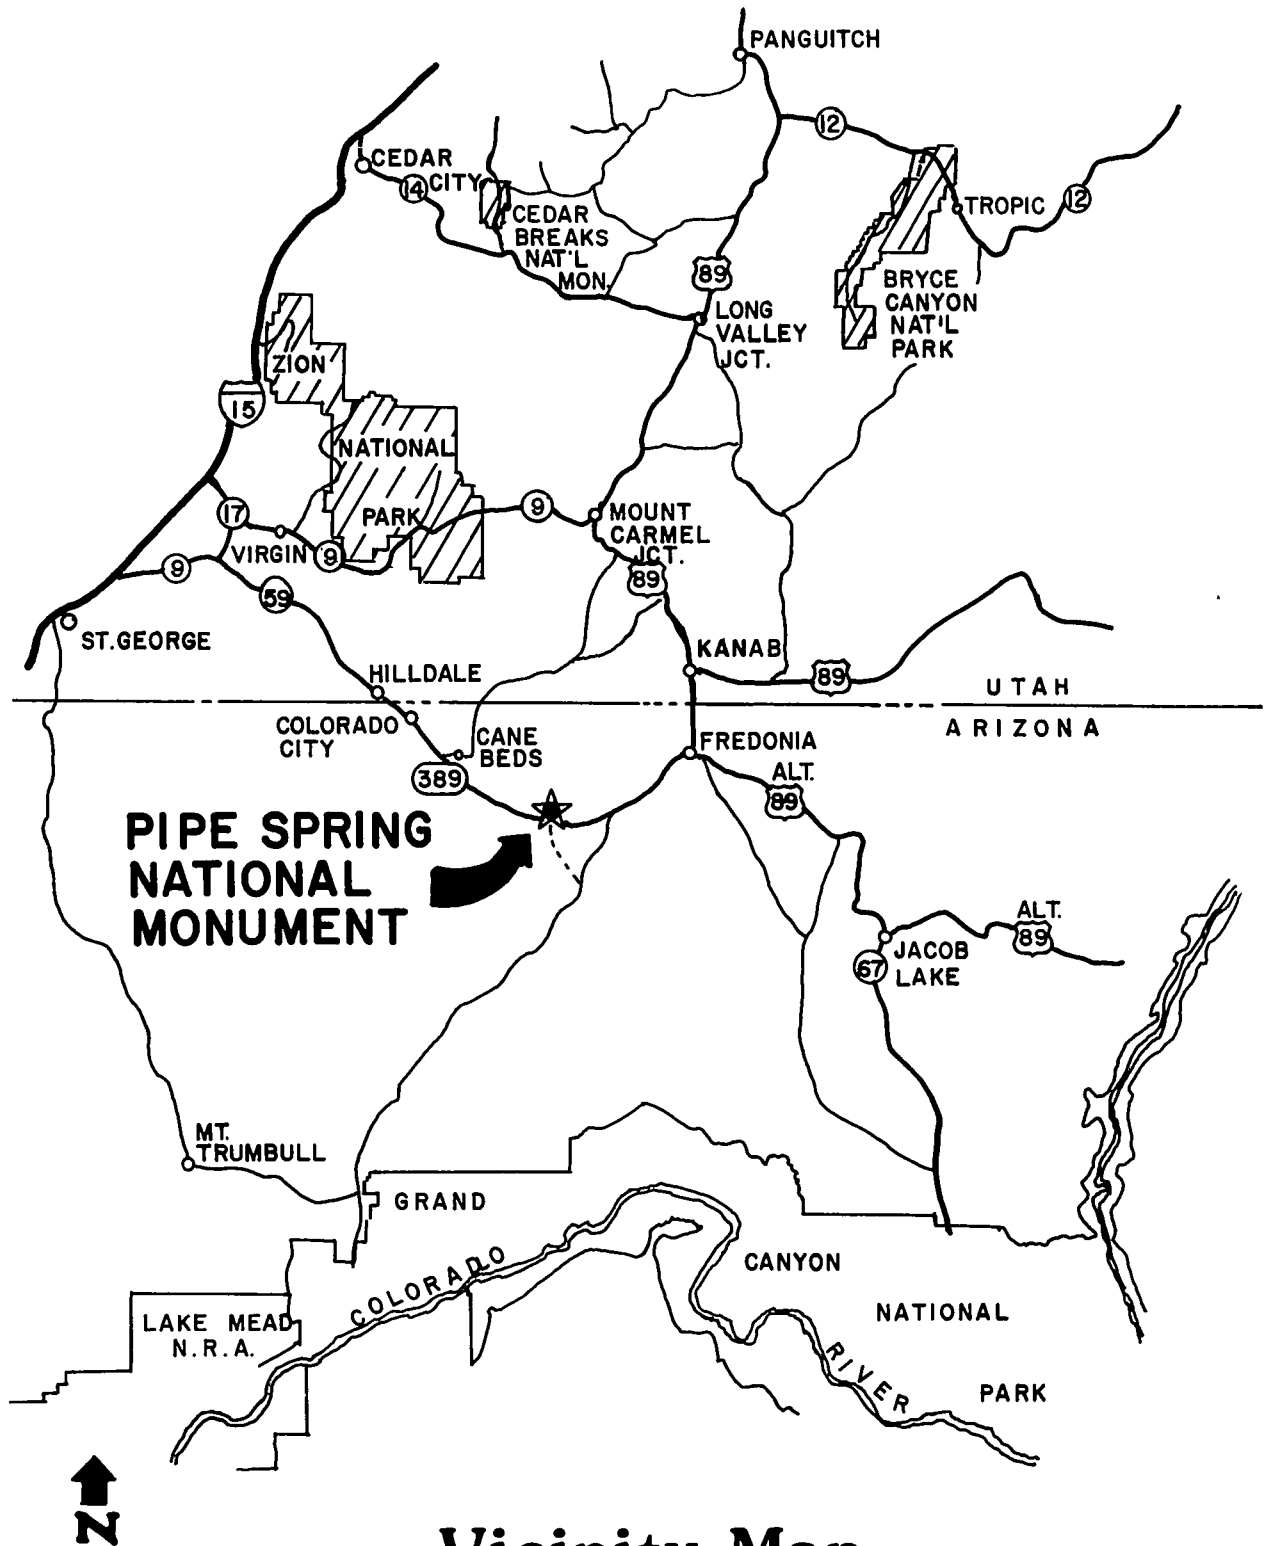 PANGUITCH
12
CEDAR
CITY
14
CEDAR
BREAKS
NAT'L
MON.
TROPIC
12
89
BRYCE
CANYON
NAT'L
PARK
LONG
VALLEY
JCT.
ZION
15
NATIONAL
PARK
17
9
MOUNT
CARMEL
JCT.
VIRGIN
9
9
89
59
ST.GEORGE
KANAB
HILLDALE
89
UTAH
ARIZONA
COLORADO
CITY
CANE
BEDS
FREDONIA
389
ALT.
89
PIPE SPRING
NATIONAL
MONUMENT
ALT.
89
JACOB
LAKE
67
MT.
TRUMBULL
GRAND
CANYON
NATIONAL
PARK
COLORADO
RIVER
LAKE MEAD
N.R.A.
N
Vicinity Map